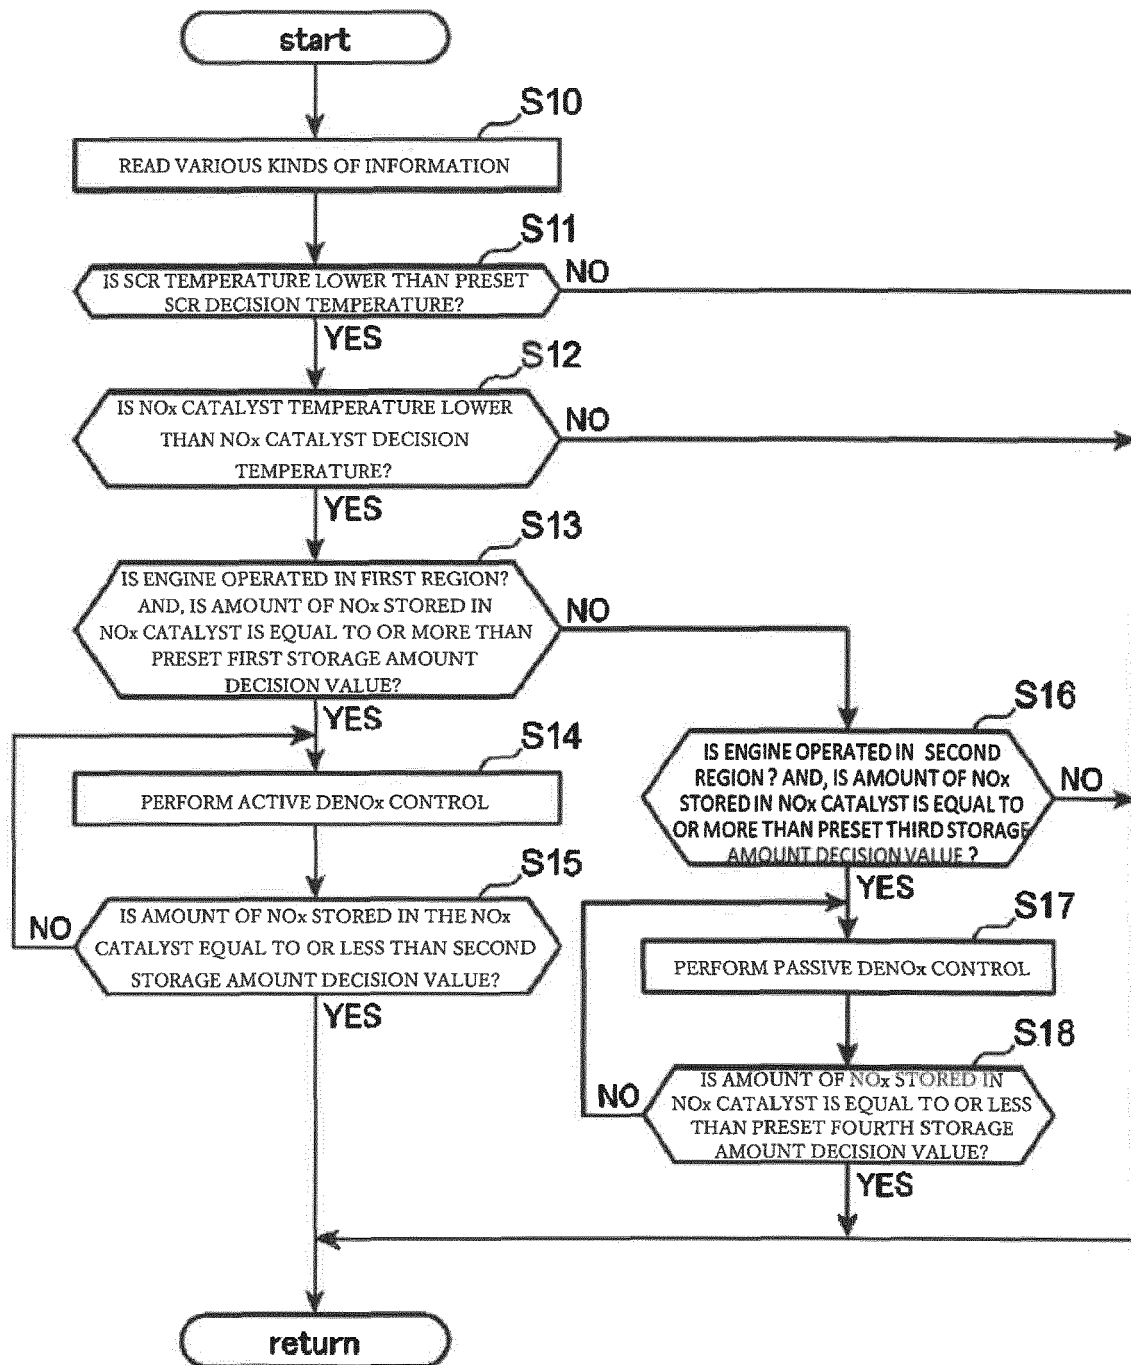 start
S10
READ VARIOUS KINDS OF INFORMATION
S11
IS SCR TEMPERATURE LOWER THAN PRESET
SCR DECISION TEMPERATURE?
NO
YES
S12
IS NOx CATALYST TEMPERATURE LOWER
THAN NOx CATALYST DECISION
TEMPERATURE?
NO
YES
S13
IS ENGINE OPERATED IN FIRST REGION?
AND, IS AMOUNT OF NOx STORED IN
NOx CATALYST IS EQUAL TO OR MORE THAN
PRESET FIRST STORAGE AMOUNT
DECISION VALUE?
NO
YES
S14
PERFORM ACTIVE DENOx CONTROL
S15
IS AMOUNT OF NOx STORED IN THE NOx
CATALYST EQUAL TO OR LESS THAN SECOND
STORAGE AMOUNT DECISION VALUE?
NO
YES
S16
IS ENGINE OPERATED IN SECOND
REGION ? AND, IS AMOUNT OF NOx
STORED IN NOx CATALYST IS EQUAL TO
OR MORE THAN PRESET THIRD STORAGE
AMOUNT DECISION VALUE ?
NO
YES
S17
PERFORM PASSIVE DENOx CONTROL
S18
IS AMOUNT OF NOx STORED IN
NOx CATALYST IS EQUAL TO OR LESS
THAN PRESET FOURTH STORAGE
AMOUNT DECISION VALUE?
NO
YES
return